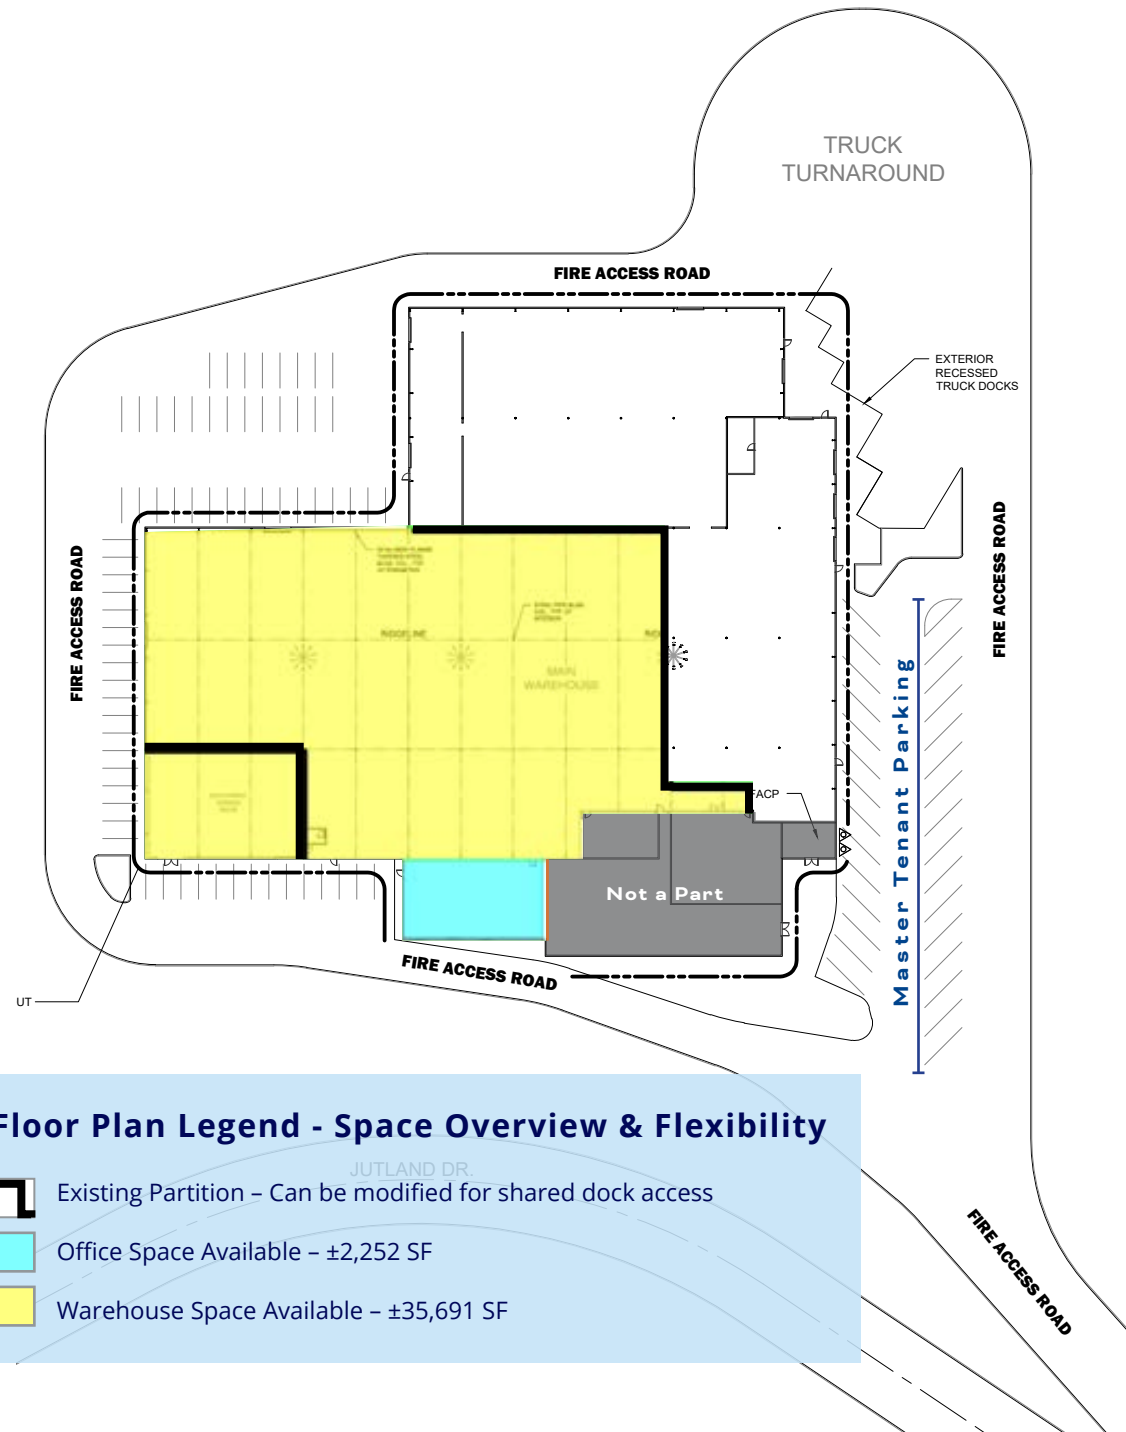 TRUCK
TURNAROUND
FIRE ACCESS ROAD
EXTERIOR
RECESSED
TRUCK DOCKS
FIRE ACCESS ROAD
FIRE ACCESS ROAD
RIDGELINE
MAIN
WAREHOUSE
Master Tenant Parking
FACP
Not a Part
FIRE ACCESS ROAD
UT
Floor Plan Legend - Space Overview & Flexibility
JUTLAND DR.
Existing Partition – Can be modified for shared dock access
Office Space Available – ±2,252 SF
Warehouse Space Available – ±35,691 SF
FIRE ACCESS ROAD